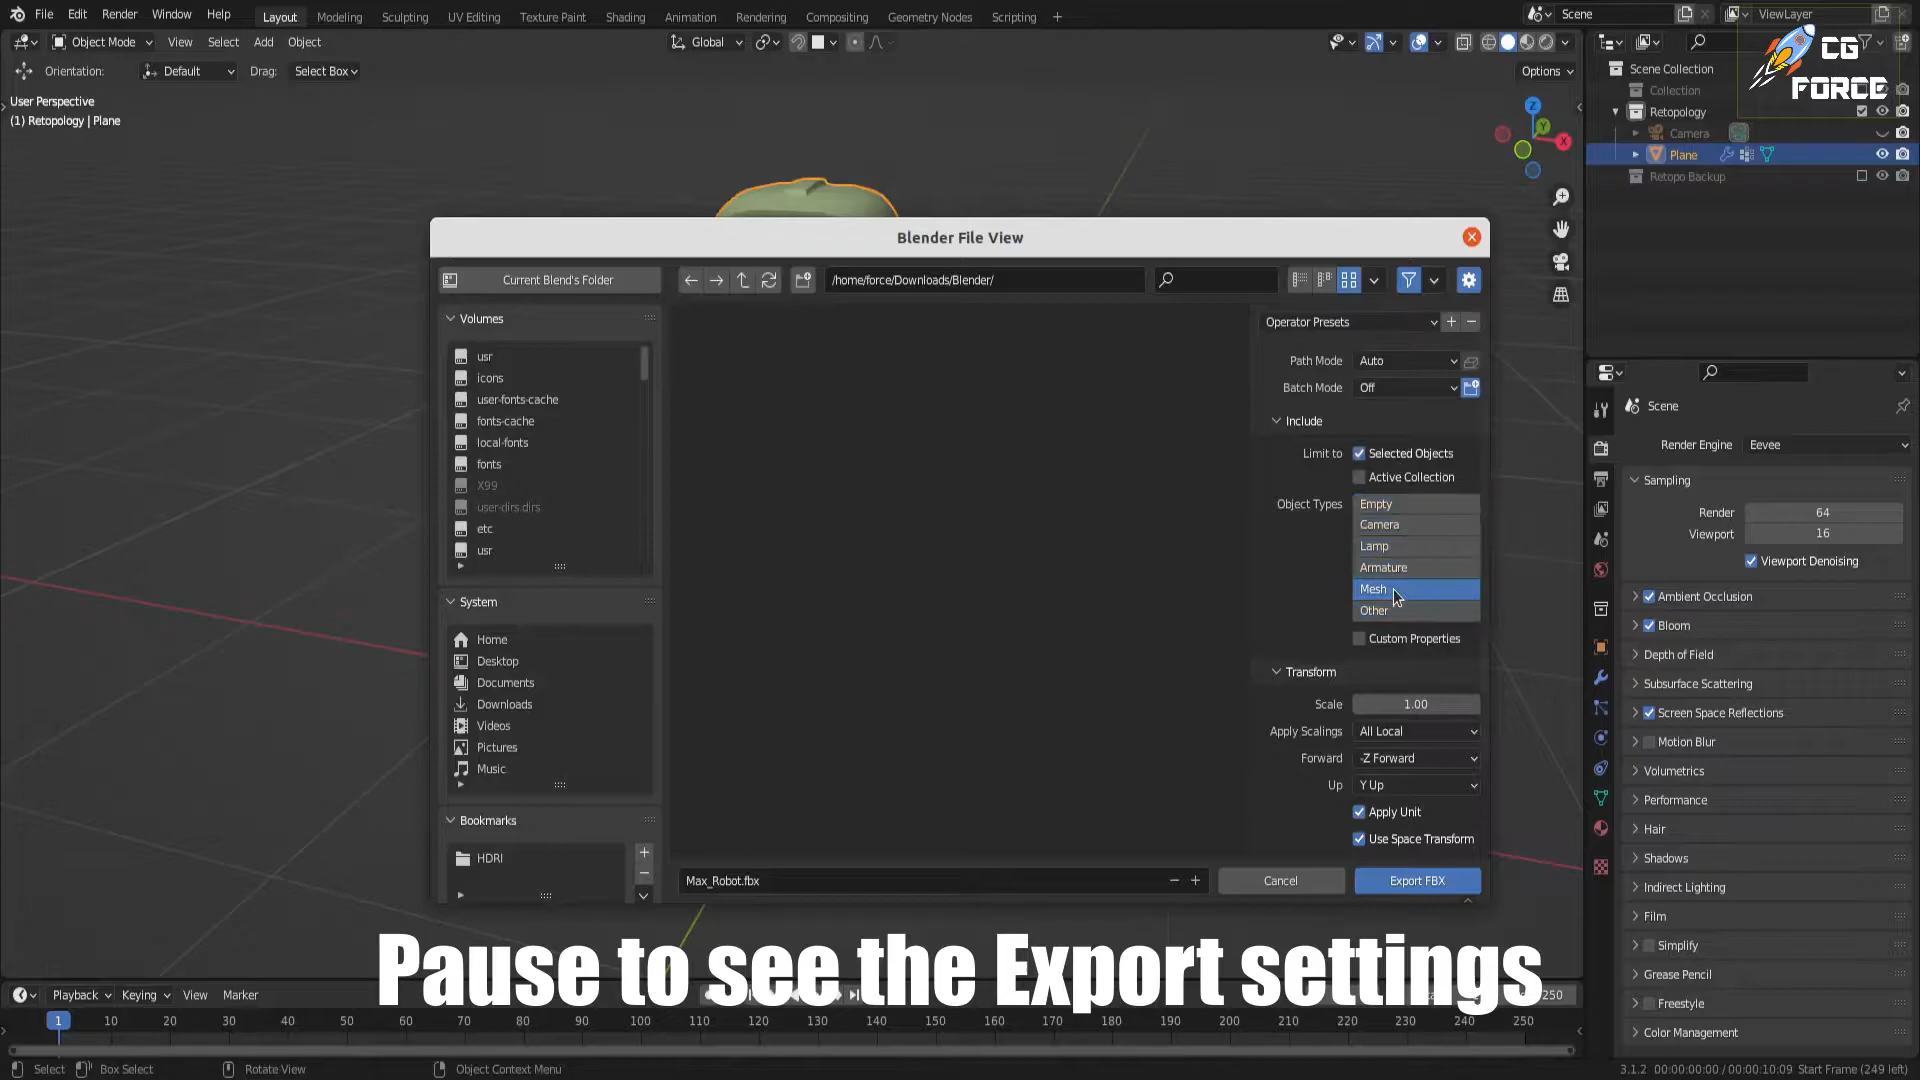 File Edit Render Window Help Layout Modeling Sculpting UV Editing Texture Paint Shading Animation Rendering Compositing Geometry Nodes Scripting + Scene ViewLayer
Object Mode View Select Add Object Global
Orientation: Default Drag: Select Box Options
User Perspective
(1) Retopology | Plane
CG
FORCE
Scene Collection
Collection
Retopology
Camera
Plane
Retopo Backup
Z
Y
X
Blender File View
Current Blend's Folder
/home/force/Downloads/Blender/
Volumes
usr
icons
user-fonts-cache
fonts-cache
local-fonts
fonts
X99
user-dirs.dirs
etc
usr
System
Home
Desktop
Documents
Downloads
Videos
Pictures
Music
Bookmarks
HDRI
Operator Presets
Path Mode Auto
Batch Mode Off
Include
Limit to Selected Objects
Active Collection
Object Types Empty
Camera
Lamp
Armature
Mesh
Other
Custom Properties
Transform
Scale 1.00
Apply Scalings All Local
Forward -Z Forward
Up Y Up
Apply Unit
Use Space Transform
Max_Robot.fbx
Cancel Export FBX
Scene
Render Engine Eevee
Sampling
Render 64
Viewport 16
Viewport Denoising
Ambient Occlusion
Bloom
Depth of Field
Subsurface Scattering
Screen Space Reflections
Motion Blur
Volumetrics
Performance
Hair
Shadows
Indirect Lighting
Film
Simplify
Grease Pencil
Freestyle
Color Management
Pause to see the Export settings
Playback Keying View Marker 250
1 10 20 30 40 50 60 70 80 90 100 110 120 130 140 150 160 170 180 190 200 210 220 230 240 250
Select Box Select Rotate View Object Context Menu 3.1.2 00:00:00:00 / 00:00:10:09 Start Frame (249 left)